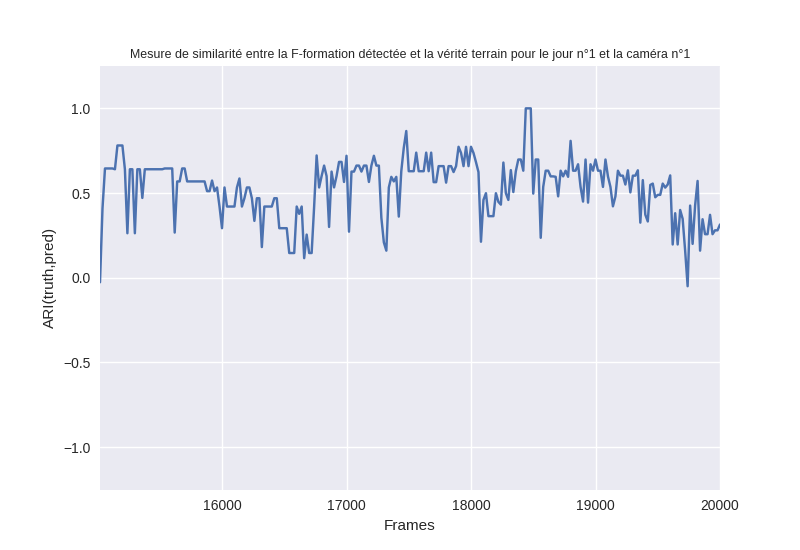 Mesure de similarité entre la F-formation détectée et la vérité terrain pour le jour n°1 et la caméra n°1
1.0
0.5
0.0
−0.5
−1.0
ARI(truth,pred)
16000 17000 18000 19000 20000
Frames